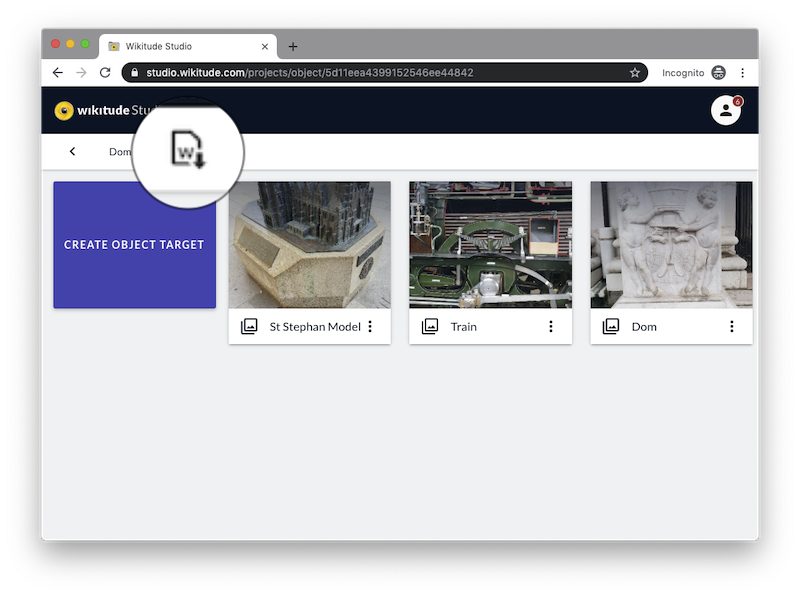 Wikitude Studio
studio.wikitude.com/projects/object/5d11eea4399152546ee44842
Incognito
wikitude Stu
6
Dom
W
CREATE OBJECT TARGET
St Stephan Model
Train
Dom